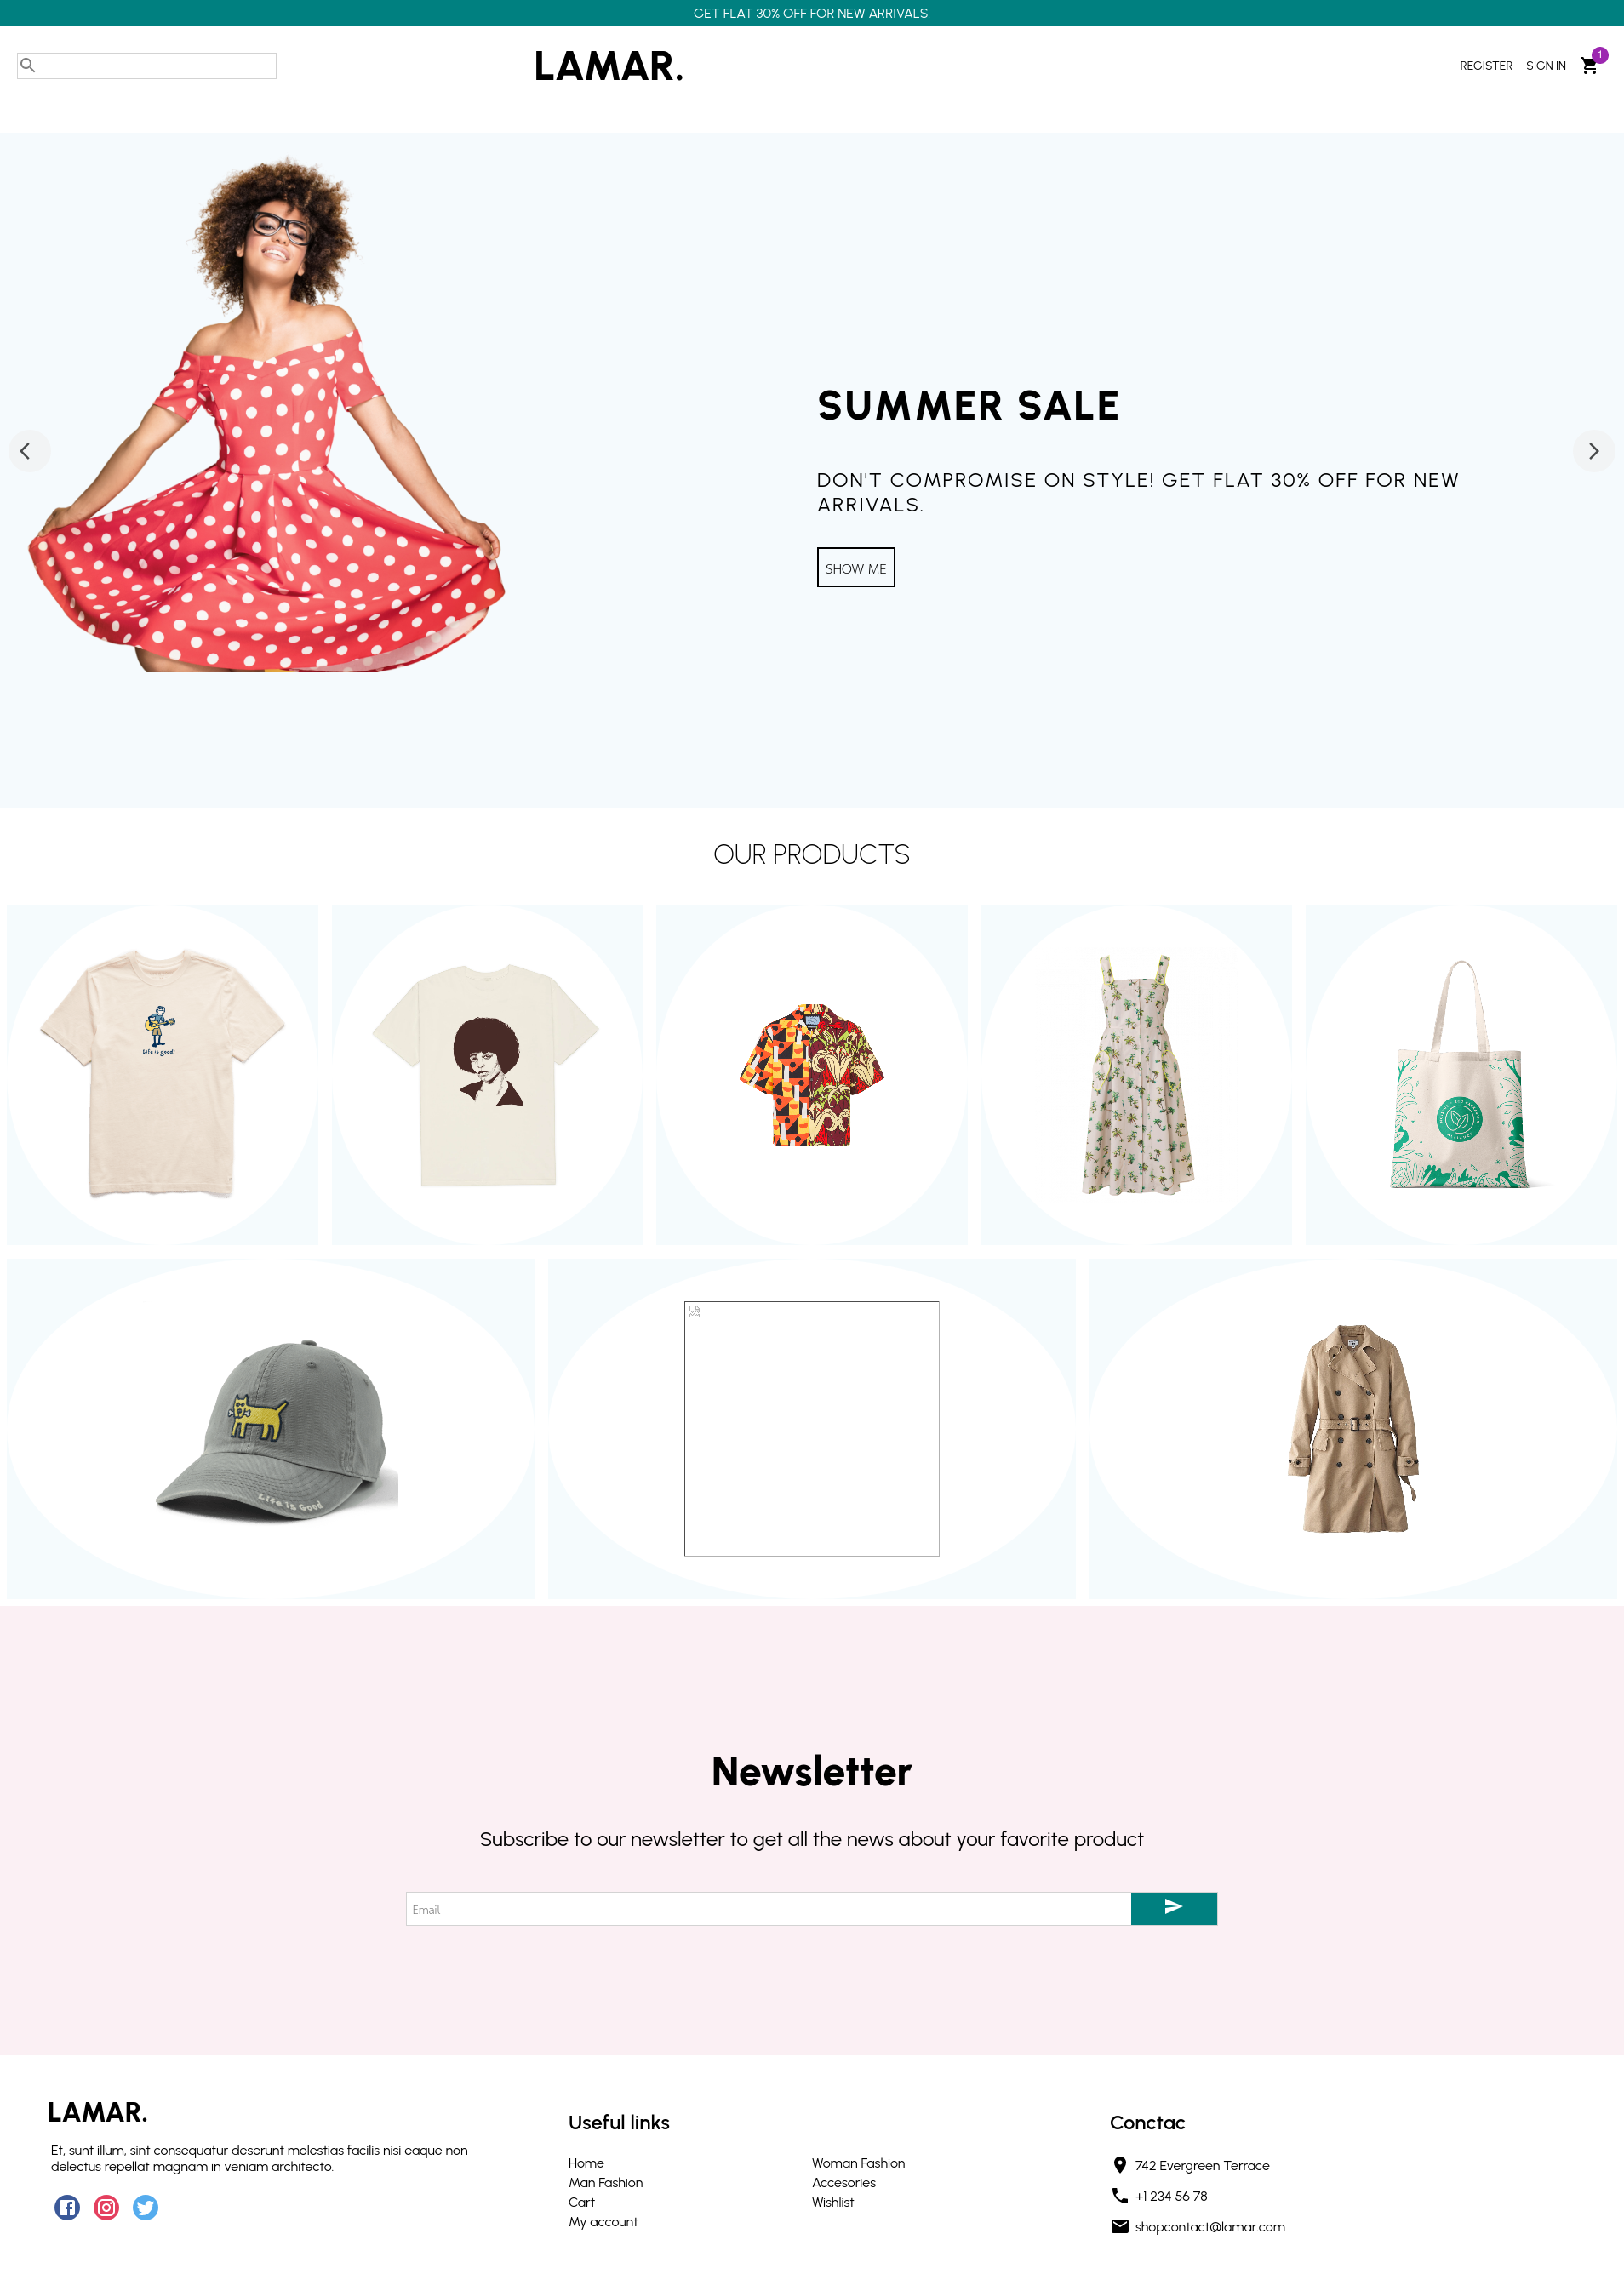 GET FLAT 30% OFF FOR NEW ARRIVALS.
LAMAR.
REGISTER SIGN IN 1
SUMMER SALE
DON'T COMPROMISE ON STYLE! GET FLAT 30% OFF FOR NEW
ARRIVALS.
SHOW ME
OUR PRODUCTS
Life is good
ALLIANCE
Life is Good
Newsletter
Subscribe to our newsletter to get all the news about your favorite product
Email
LAMAR.
Et, sunt illum, sint consequatur deserunt molestias facilis nisi eaque non
delectus repellat magnam in veniam architecto.
Useful links
Home
Man Fashion
Cart
My account
Woman Fashion
Accesories
Wishlist
Conctac
742 Evergreen Terrace
+1 234 56 78
shopcontact@lamar.com